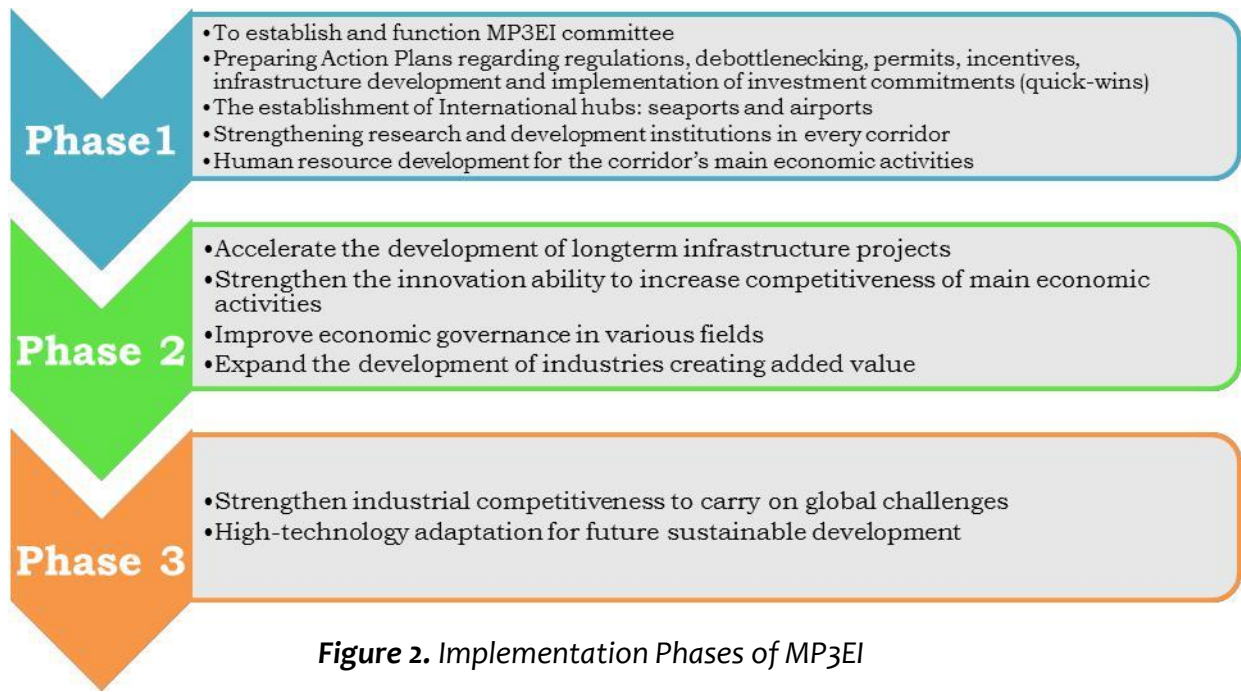 Phase1
•To establish and function MP3EI committee
•Preparing Action Plans regarding regulations, debottlenecking, permits, incentives,
infrastructure development and implementation of investment commitments (quick-wins)
•The establishment of International hubs: seaports and airports
•Strengthening research and development institutions in every corridor
•Human resource development for the corridor's main economic activities
Phase 2
•Accelerate the development of longterm infrastructure projects
•Strengthen the innovation ability to increase competitiveness of main economic
activities
•Improve economic governance in various fields
•Expand the development of industries creating added value
Phase 3
•Strengthen industrial competitiveness to carry on global challenges
•High-technology adaptation for future sustainable development
Figure 2. Implementation Phases of MP3EI